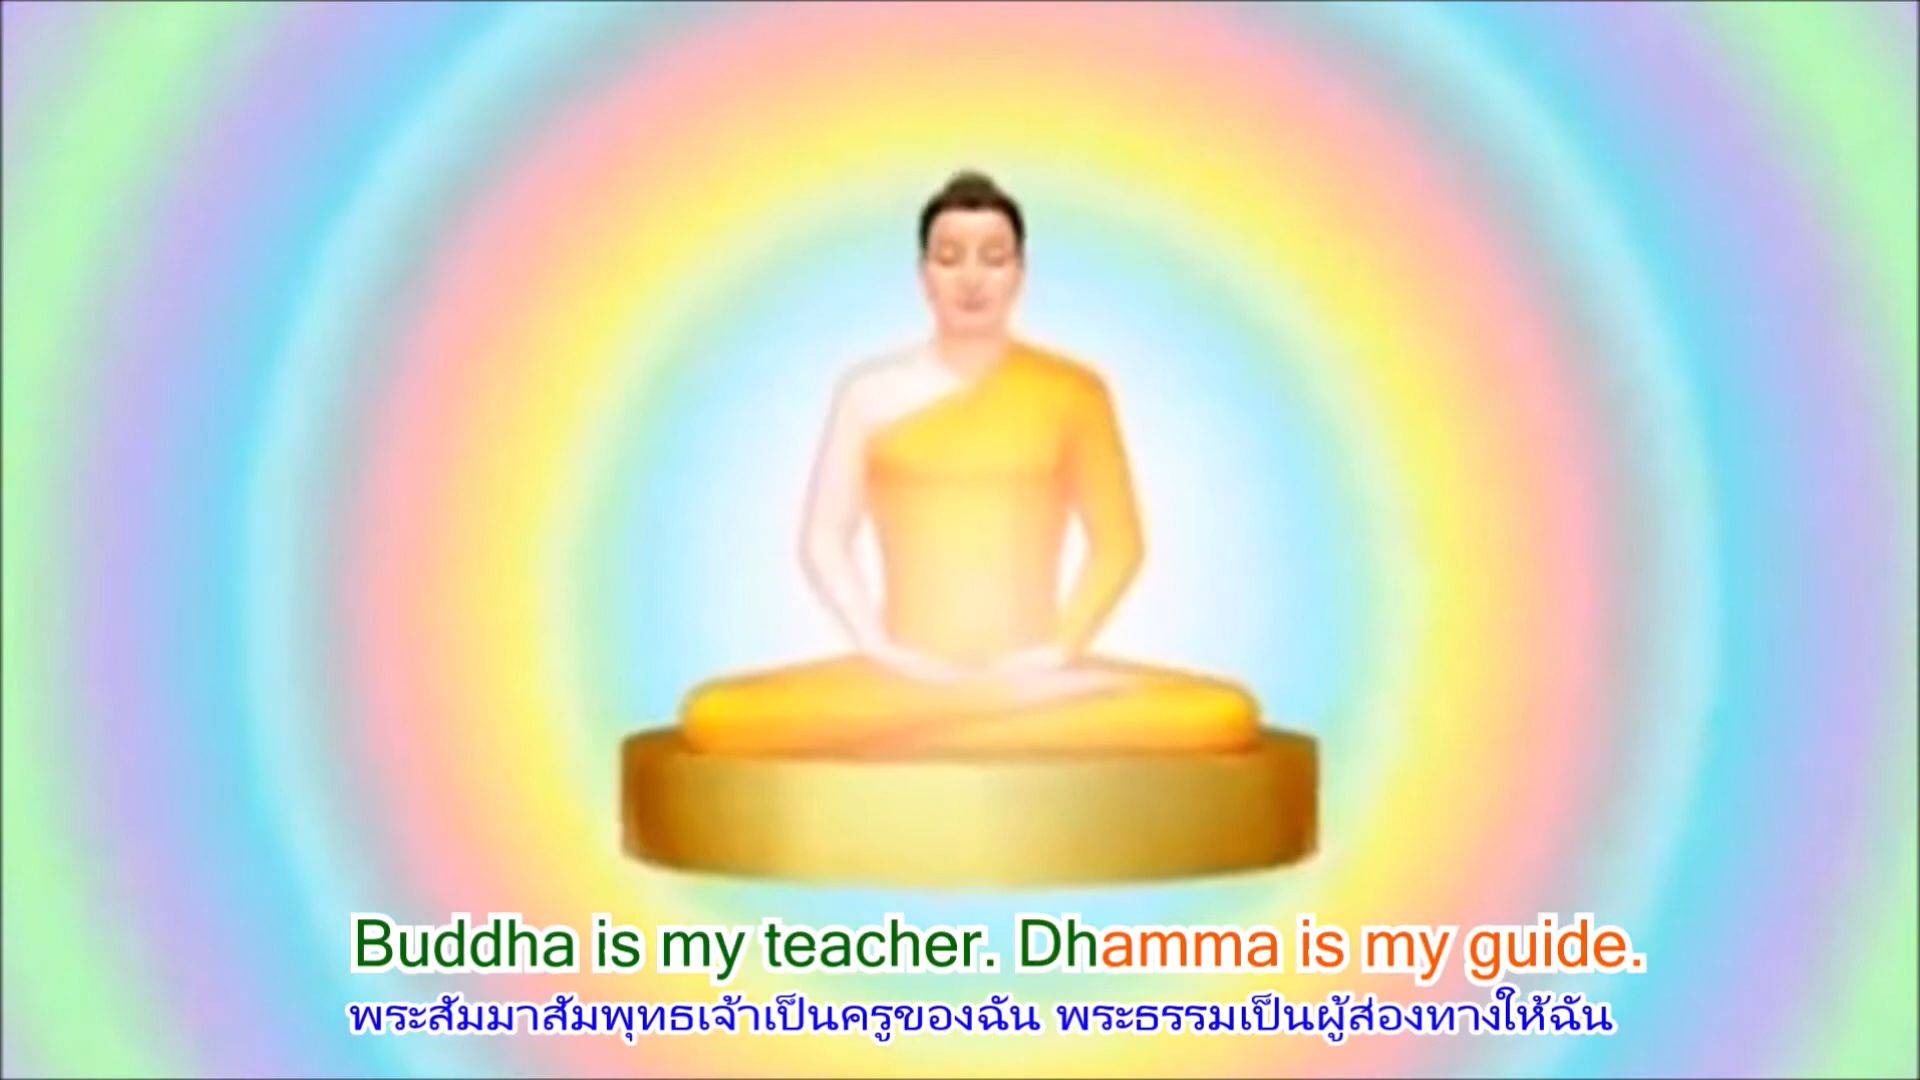 Buddha is my teacher. Dhamma is my guide.
พระสัมมาสัมพุทธเจ้าเป็นครูของฉัน พระธรรมเป็นผู้ส่องทางให้ฉัน